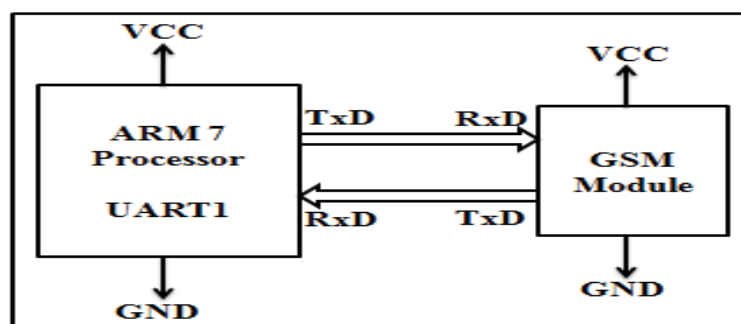 VCC
VCC
TxD
RxD
ARM 7
Processor
UART1
GSM
Module
RxD
TxD
GND
GND